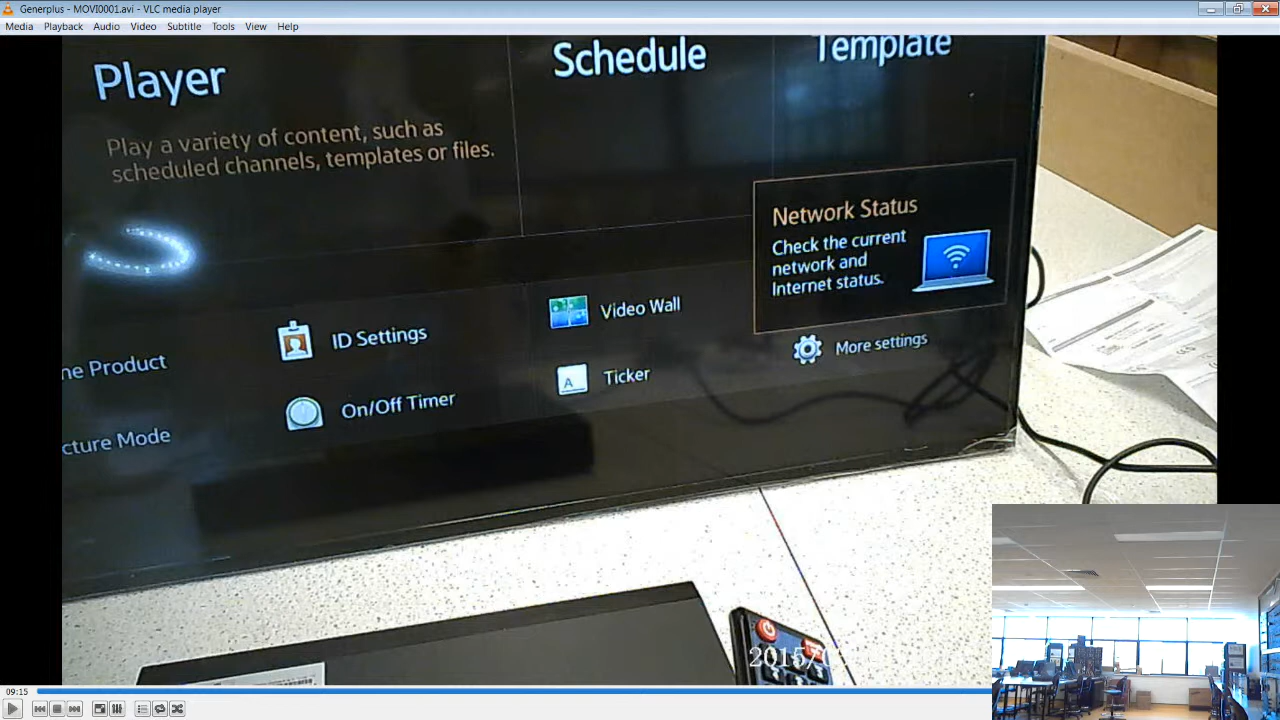 Generplus - MOVI0001.avi - VLC media player
Media Playback Audio Video Subtitle Tools View Help
Player
Schedule
Template
Play a variety of content, such as
scheduled channels, templates or files.
Network Status
Check the current
network and
Internet status.
ne Product
ID Settings
Video Wall
More settings
cture Mode
On/Off Timer
A
Ticker
2015/0
09:15